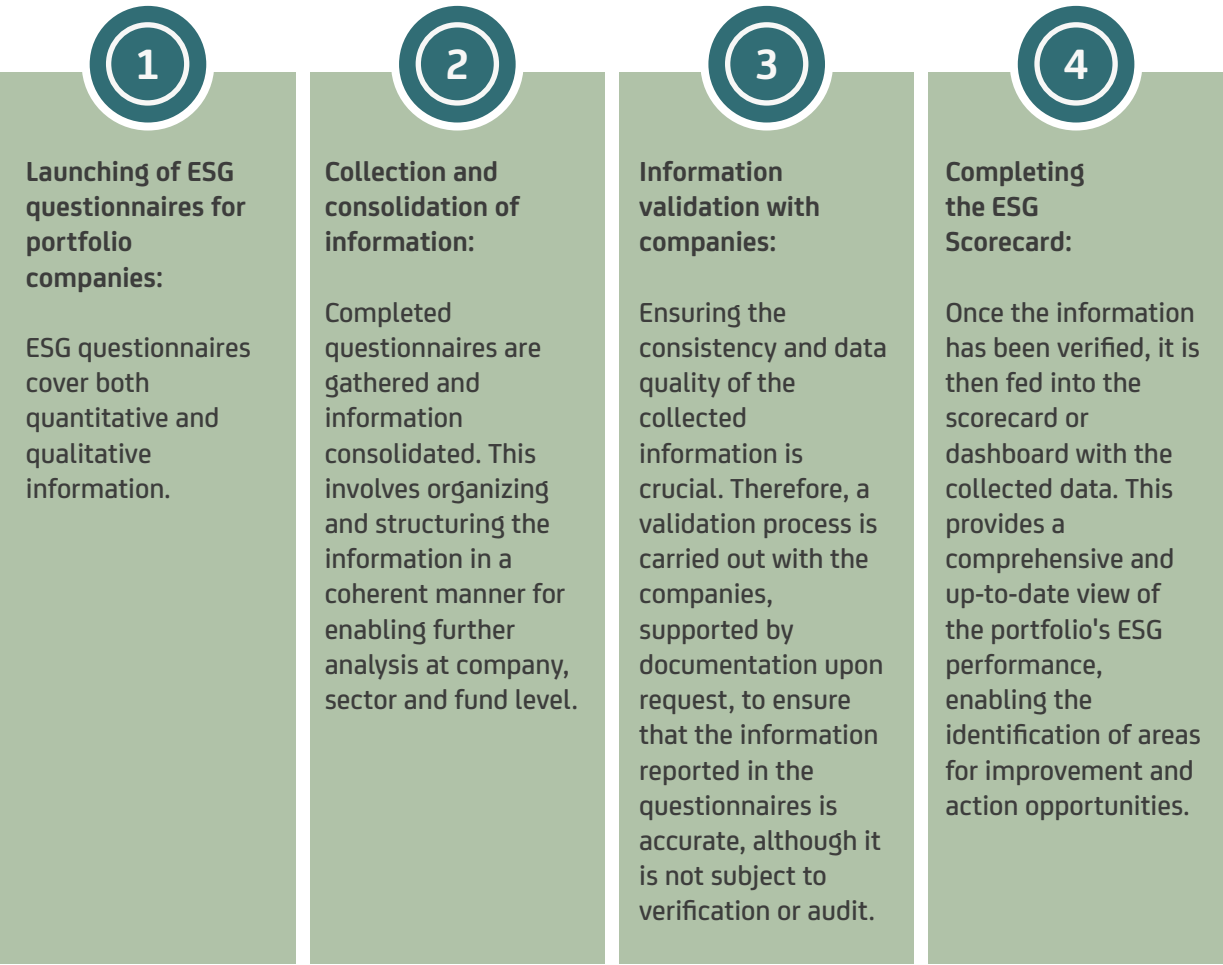 1
Launching of ESG
questionnaires for
portfolio
companies:
ESG questionnaires
cover both
quantitative and
qualitative
information.
2
Collection and
consolidation of
information:
Completed
questionnaires are
gathered and
information
consolidated. This
involves organizing
and structuring the
information in a
coherent manner for
enabling further
analysis at company,
sector and fund level.
3
Information
validation with
companies:
Ensuring the
consistency and data
quality of the
collected
information is
crucial. Therefore, a
validation process is
carried out with the
companies,
supported by
documentation upon
request, to ensure
that the information
reported in the
questionnaires is
accurate, although it
is not subject to
verification or audit.
4
Completing
the ESG
Scorecard:
Once the information
has been verified, it is
then fed into the
scorecard or
dashboard with the
collected data. This
provides a
comprehensive and
up-to-date view of
the portfolio's ESG
performance,
enabling the
identification of areas
for improvement and
action opportunities.